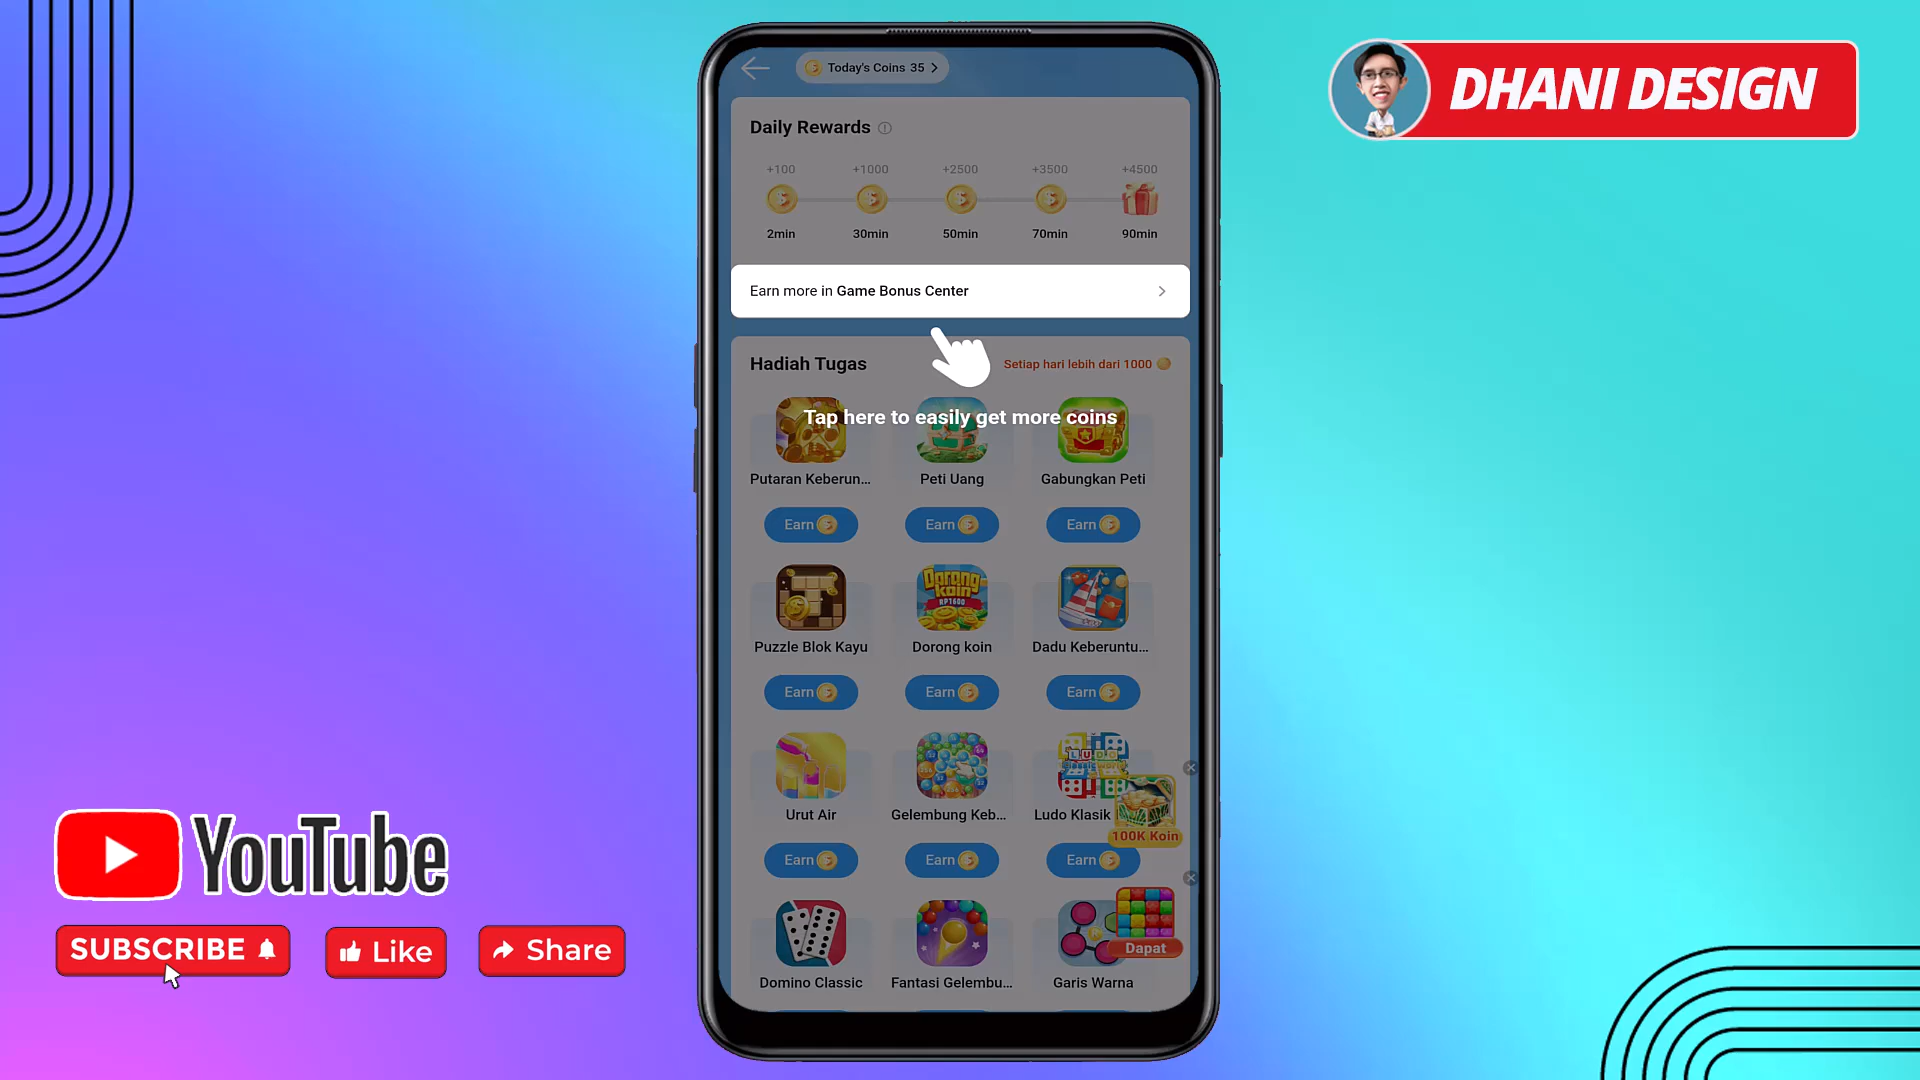 Today's Coins 35
DHANI DESIGN
Daily Rewards
+100 +1000 +2500 +3500 +4500
2min 30min 50min 70min 90min
Earn more in Game Bonus Center
Hadiah Tugas Setiap hari lebih dari 1000
Tap here to easily get more coins
Putaran Keberun... Peti Uang Gabungkan Peti
Earn Earn Earn
Dorong
koin
RP1600
Puzzle Blok Kayu Dorong koin Dadu Keberuntu...
Earn Earn Earn
LUDO
Urut Air Gelembung Keb... Ludo Klasik
100K Koin
Earn Earn Earn
Dapat
Domino Classic Fantasi Gelembu... Garis Warna
YouTube
SUBSCRIBE Like Share